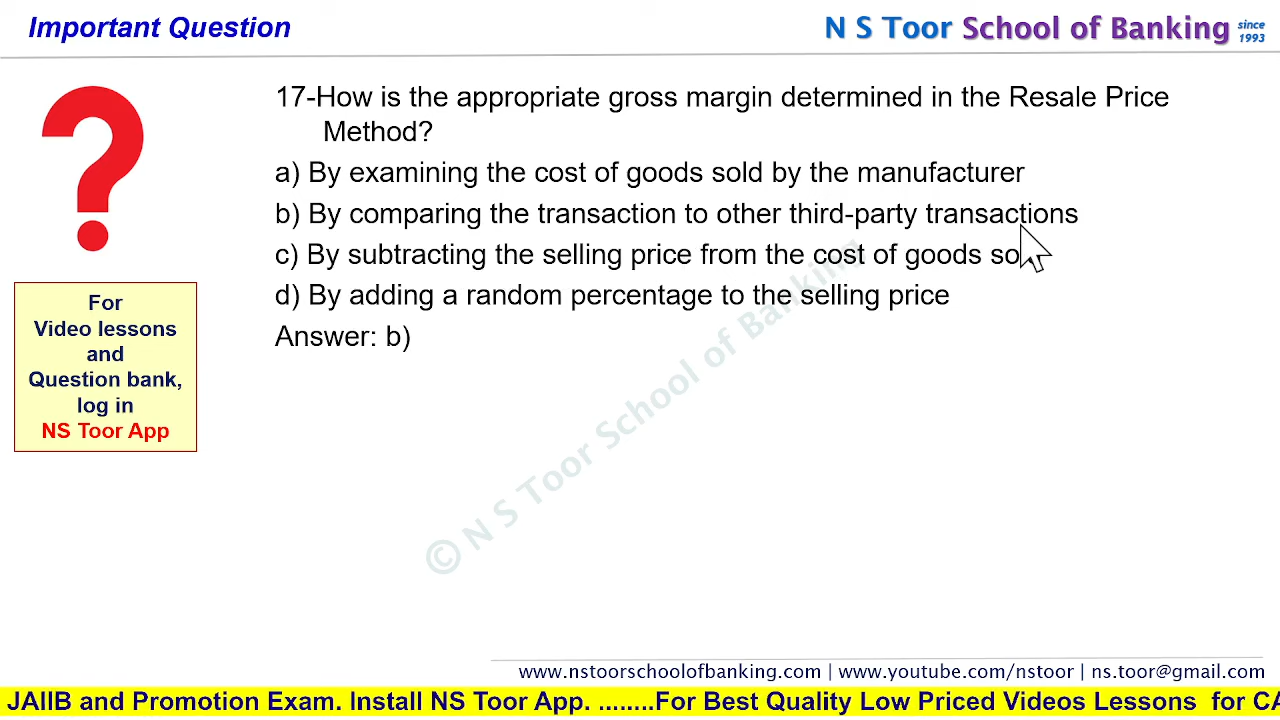 Important Question
N S Toor School of Banking since 1993
17-How is the appropriate gross margin determined in the Resale Price
Method?
a) By examining the cost of goods sold by the manufacturer
b) By comparing the transaction to other third-party transactions
c) By subtracting the selling price from the cost of goods
d) By adding a random percentage to the selling price
Answer: b)
For
Video lessons
and
Question bank,
log in
NS Toor App
© N S Toor School of Banking
www.nstoorschoolofbanking.com | www.youtube.com/nstoor | ns.toor@gmail.com
JAIIB and Promotion Exam. Install NS Toor App. ........For Best Quality Low Priced Videos Lessons for CA